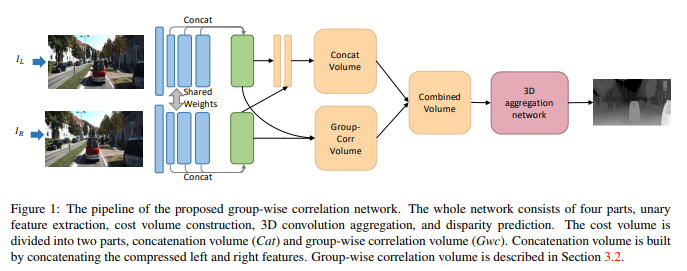 Concat
I_L
Shared
Weights
I_R
Concat
Concat
Volume
Group-
Corr
Volume
Combined
Volume
3D
aggregation
network
Figure 1: The pipeline of the proposed group-wise correlation network. The whole network consists of four parts, unary
feature extraction, cost volume construction, 3D convolution aggregation, and disparity prediction. The cost volume is
divided into two parts, concatenation volume (Cat) and group-wise correlation volume (Gwc). Concatenation volume is built
by concatenating the compressed left and right features. Group-wise correlation volume is described in Section 3.2.